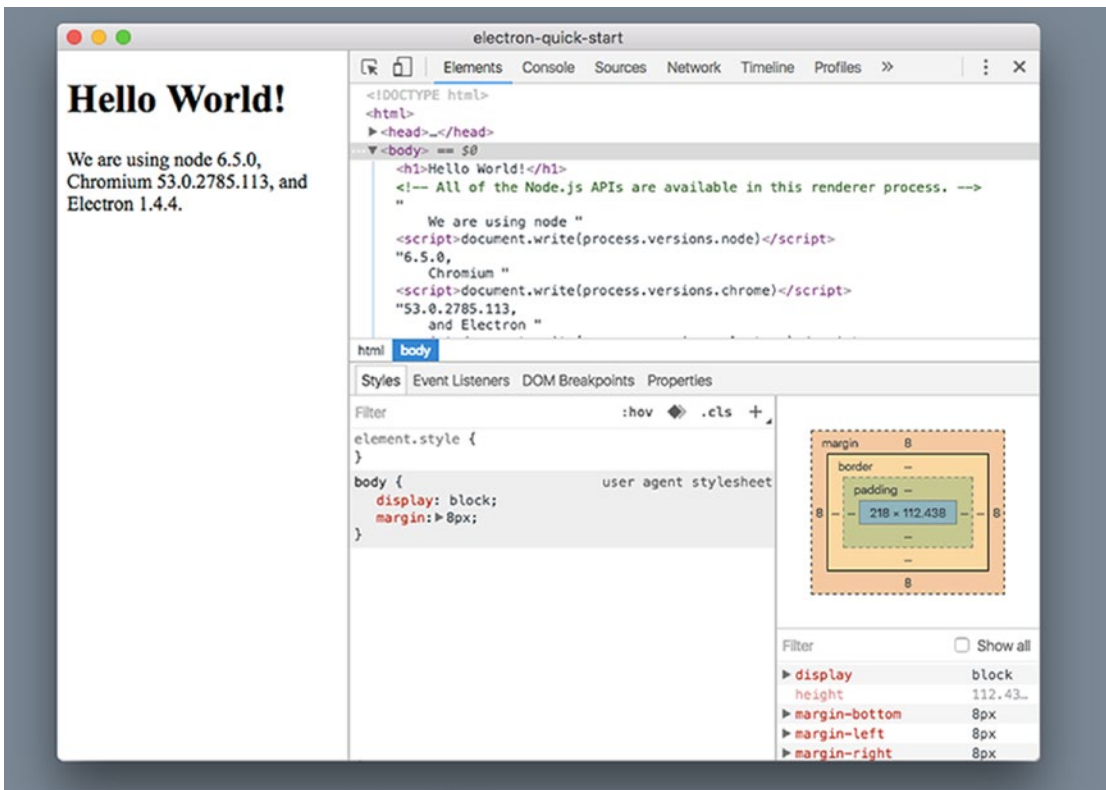 electron-quick-start
Hello World!
We are using node 6.5.0,
Chromium 53.0.2785.113, and
Electron 1.4.4.
Elements Console Sources Network Timeline Profiles »
<!DOCTYPE html>
<html>
▶<head>…</head>
…▼<body> == $0
<h1>Hello World!</h1>
<!-- All of the Node.js APIs are available in this renderer process. -->
"
We are using node "
<script>document.write(process.versions.node)</script>
"6.5.0,
Chromium "
<script>document.write(process.versions.chrome)</script>
"53.0.2785.113,
and Electron "
html body
Styles Event Listeners DOM Breakpoints Properties
Filter :hov .cls +
element.style {
}
body { user agent stylesheet
display: block;
margin:▶8px;
}
margin 8
border –
padding –
8 – – 218 × 112.438 – – 8
–
–
8
Filter Show all
▶display block
height 112.43…
▶margin-bottom 8px
▶margin-left 8px
▶margin-right 8px